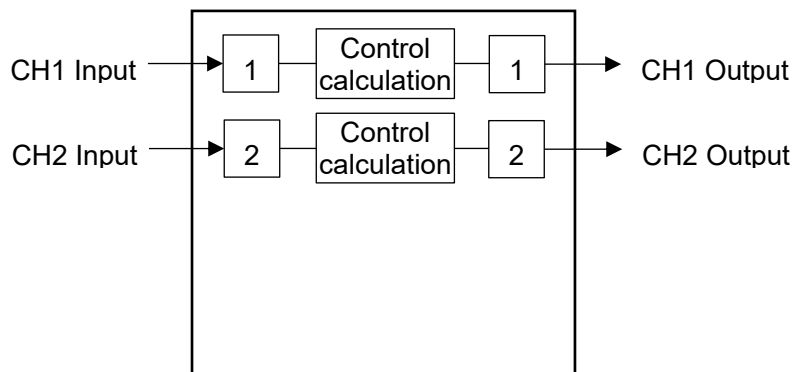 CH1 Input
1
Control
calculation
1
CH1 Output
CH2 Input
2
Control
calculation
2
CH2 Output